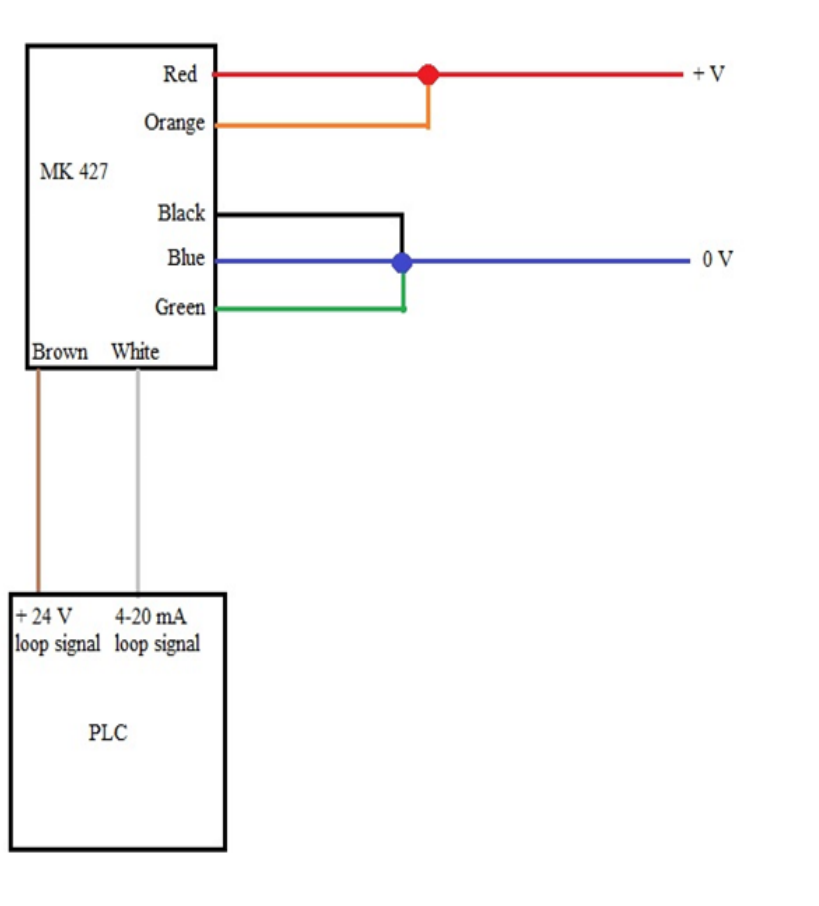 Red
+ V
Orange
MK 427
Black
Blue
0 V
Green
Brown White
+ 24 V 4-20 mA
loop signal loop signal
PLC